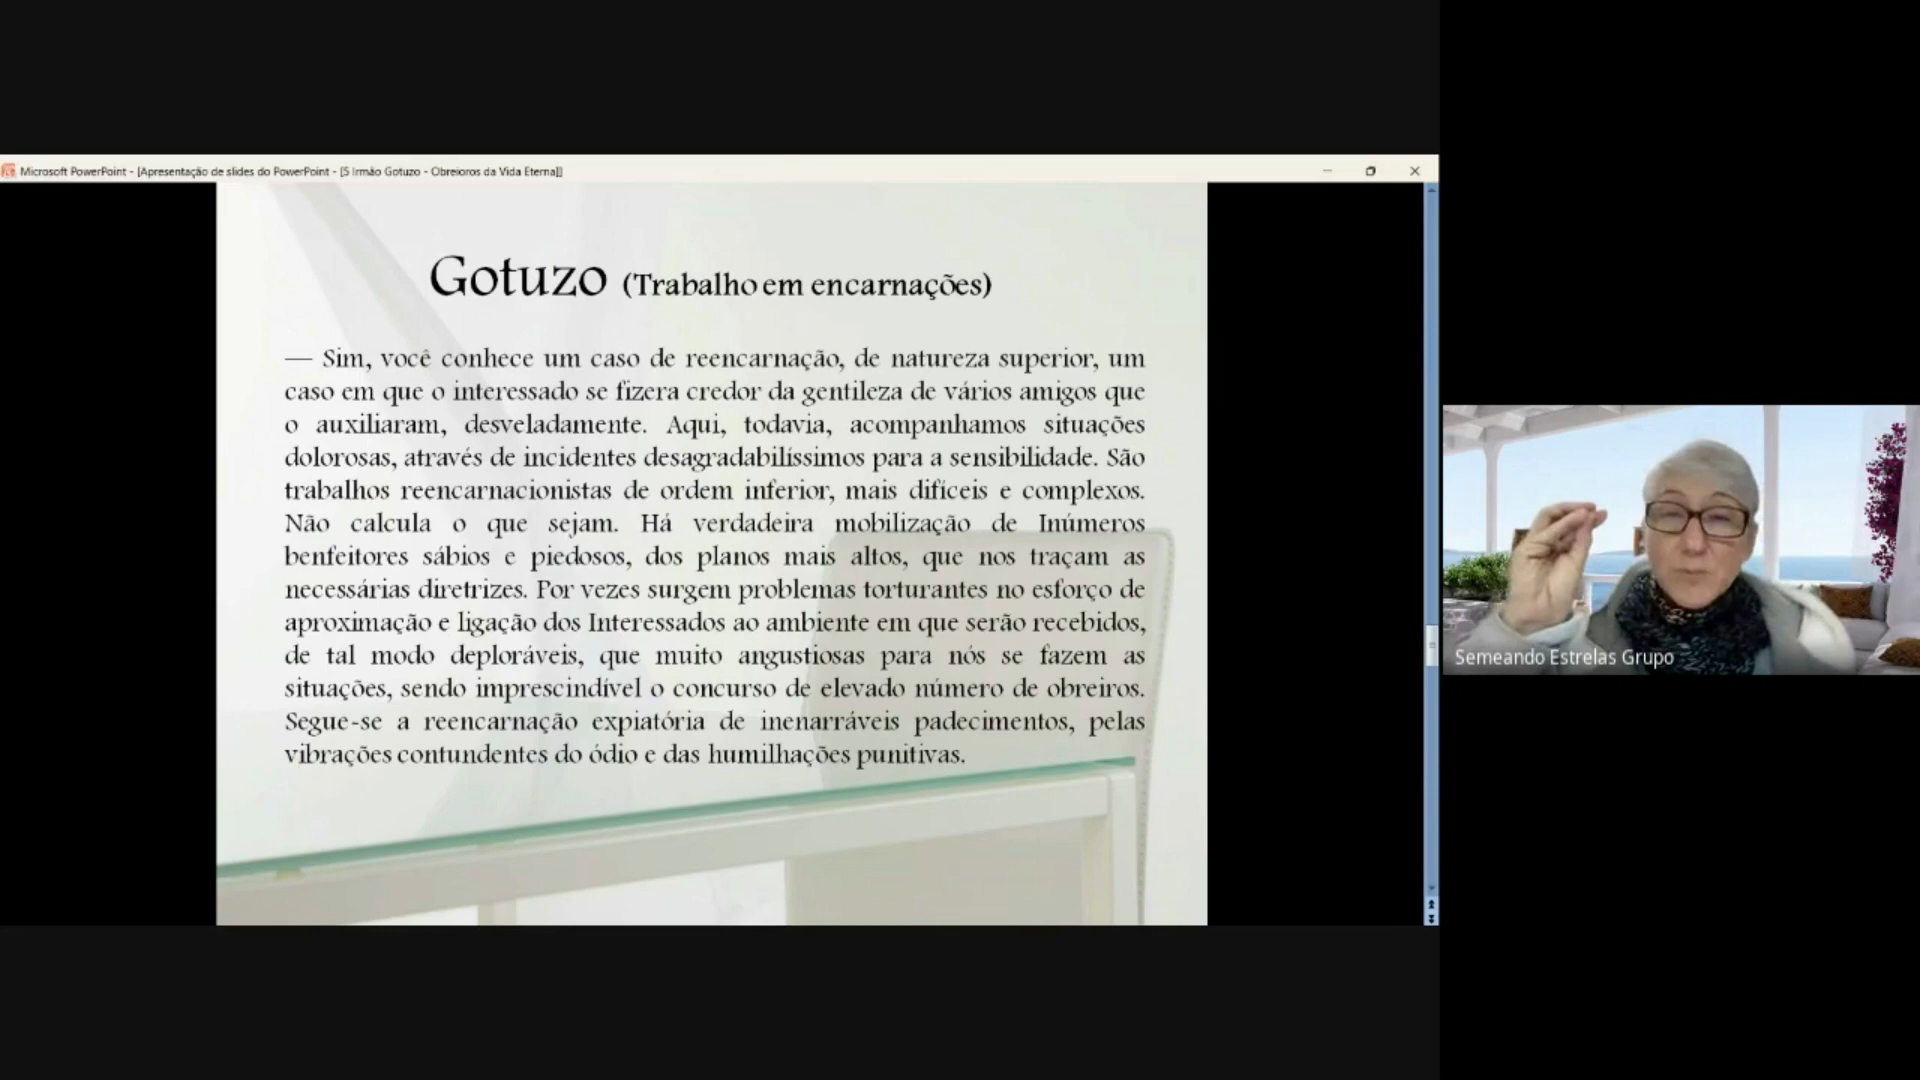 Microsoft PowerPoint - [Apresentação de slides do PowerPoint - [5 Irmão Gotuzo - Obreioros da Vida Eterna]]
Gotuzo (Trabalho em encarnações)
— Sim, você conhece um caso de reencarnação, de natureza superior, um
caso em que o interessado se fizera credor da gentileza de vários amigos que
o auxiliaram, desveladamente. Aqui, todavia, acompanhamos situações
dolorosas, através de incidentes desagradabilíssimos para a sensibilidade. São
trabalhos reencarnacionistas de ordem inferior, mais difíceis e complexos.
Não calcula o que sejam. Há verdadeira mobilização de Inúmeros
benfeitores sábios e piedosos, dos planos mais altos, que nos traçam as
necessárias diretrizes. Por vezes surgem problemas torturantes no esforço de
aproximação e ligação dos Interessados ao ambiente em que serão recebidos,
de tal modo deploráveis, que muito angustiosas para nós se fazem as
situações, sendo imprescindível o concurso de elevado número de obreiros.
Segue-se a reencarnação expiatória de inenarráveis padecimentos, pelas
vibrações contundentes do ódio e das humilhações punitivas.
Semeando Estrelas Grupo